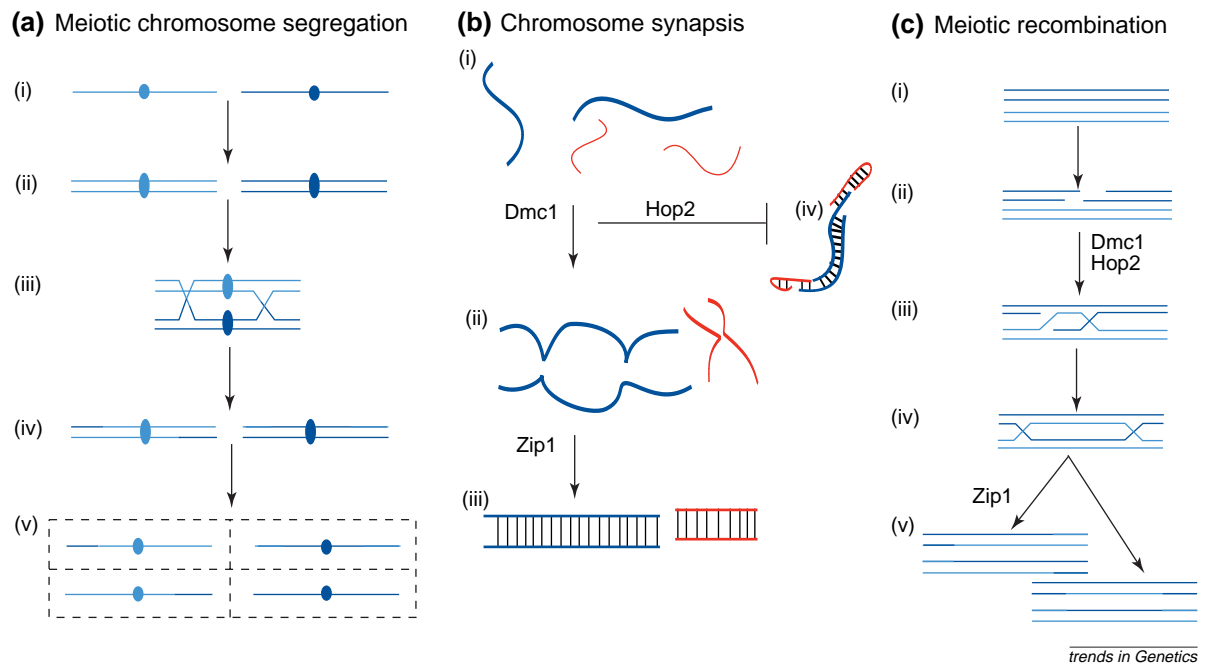 (a) Meiotic chromosome segregation
(i)
(ii)
(iii)
(iv)
(v)
(b) Chromosome synapsis
(i)
Dmc1
Hop2
(iv)
(ii)
Zip1
(iii)
(c) Meiotic recombination
(i)
(ii)
Dmc1
Hop2
(iii)
(iv)
Zip1
(v)
trends in Genetics